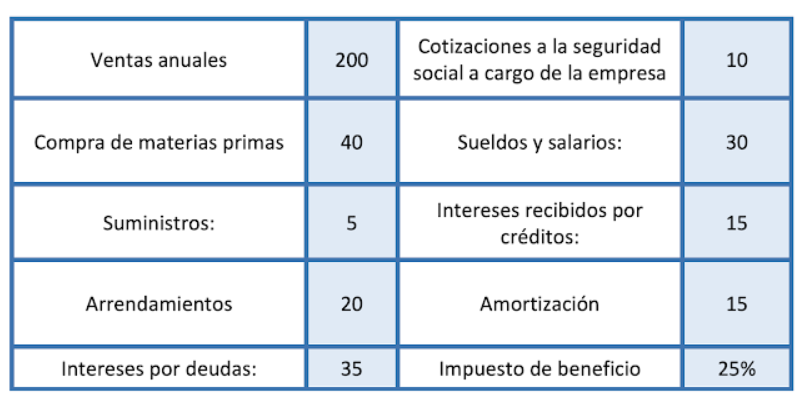 Ventas anuales 200 Cotizaciones a la seguridad social a cargo de la empresa 10
Compra de materias primas 40 Sueldos y salarios: 30
Suministros: 5 Intereses recibidos por créditos: 15
Arrendamientos 20 Amortización 15
Intereses por deudas: 35 Impuesto de beneficio 25%